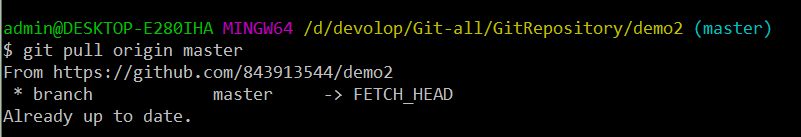 admin@DESKTOP-E280IHA MINGW64 /d/devolop/Git-all/GitRepository/demo2 (master)
$ git pull origin master
From https://github.com/843913544/demo2
 * branch            master     -> FETCH_HEAD
Already up to date.